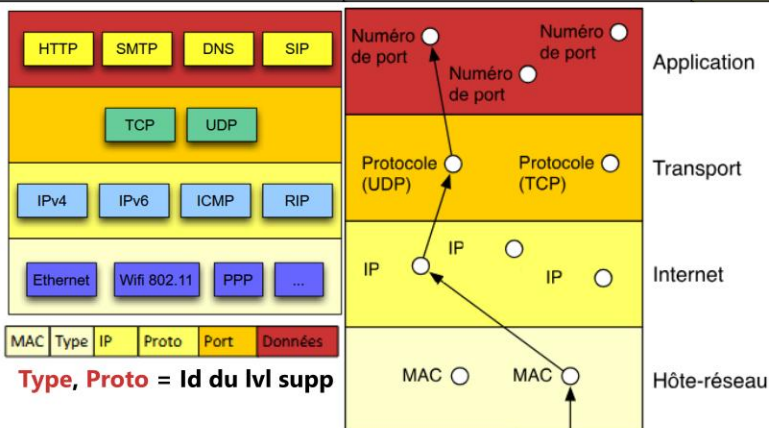 HTTP SMTP DNS SIP
TCP UDP
IPv4 IPv6 ICMP RIP
Ethernet Wifi 802.11 PPP ...
MAC Type IP Proto Port Données
Type, Proto = Id du lvl supp
Numéro
de port
Numéro
de port
Numéro
de port
Application
Protocole
(UDP)
Protocole
(TCP)
Transport
IP
IP
IP
Internet
MAC
MAC
Hôte-réseau